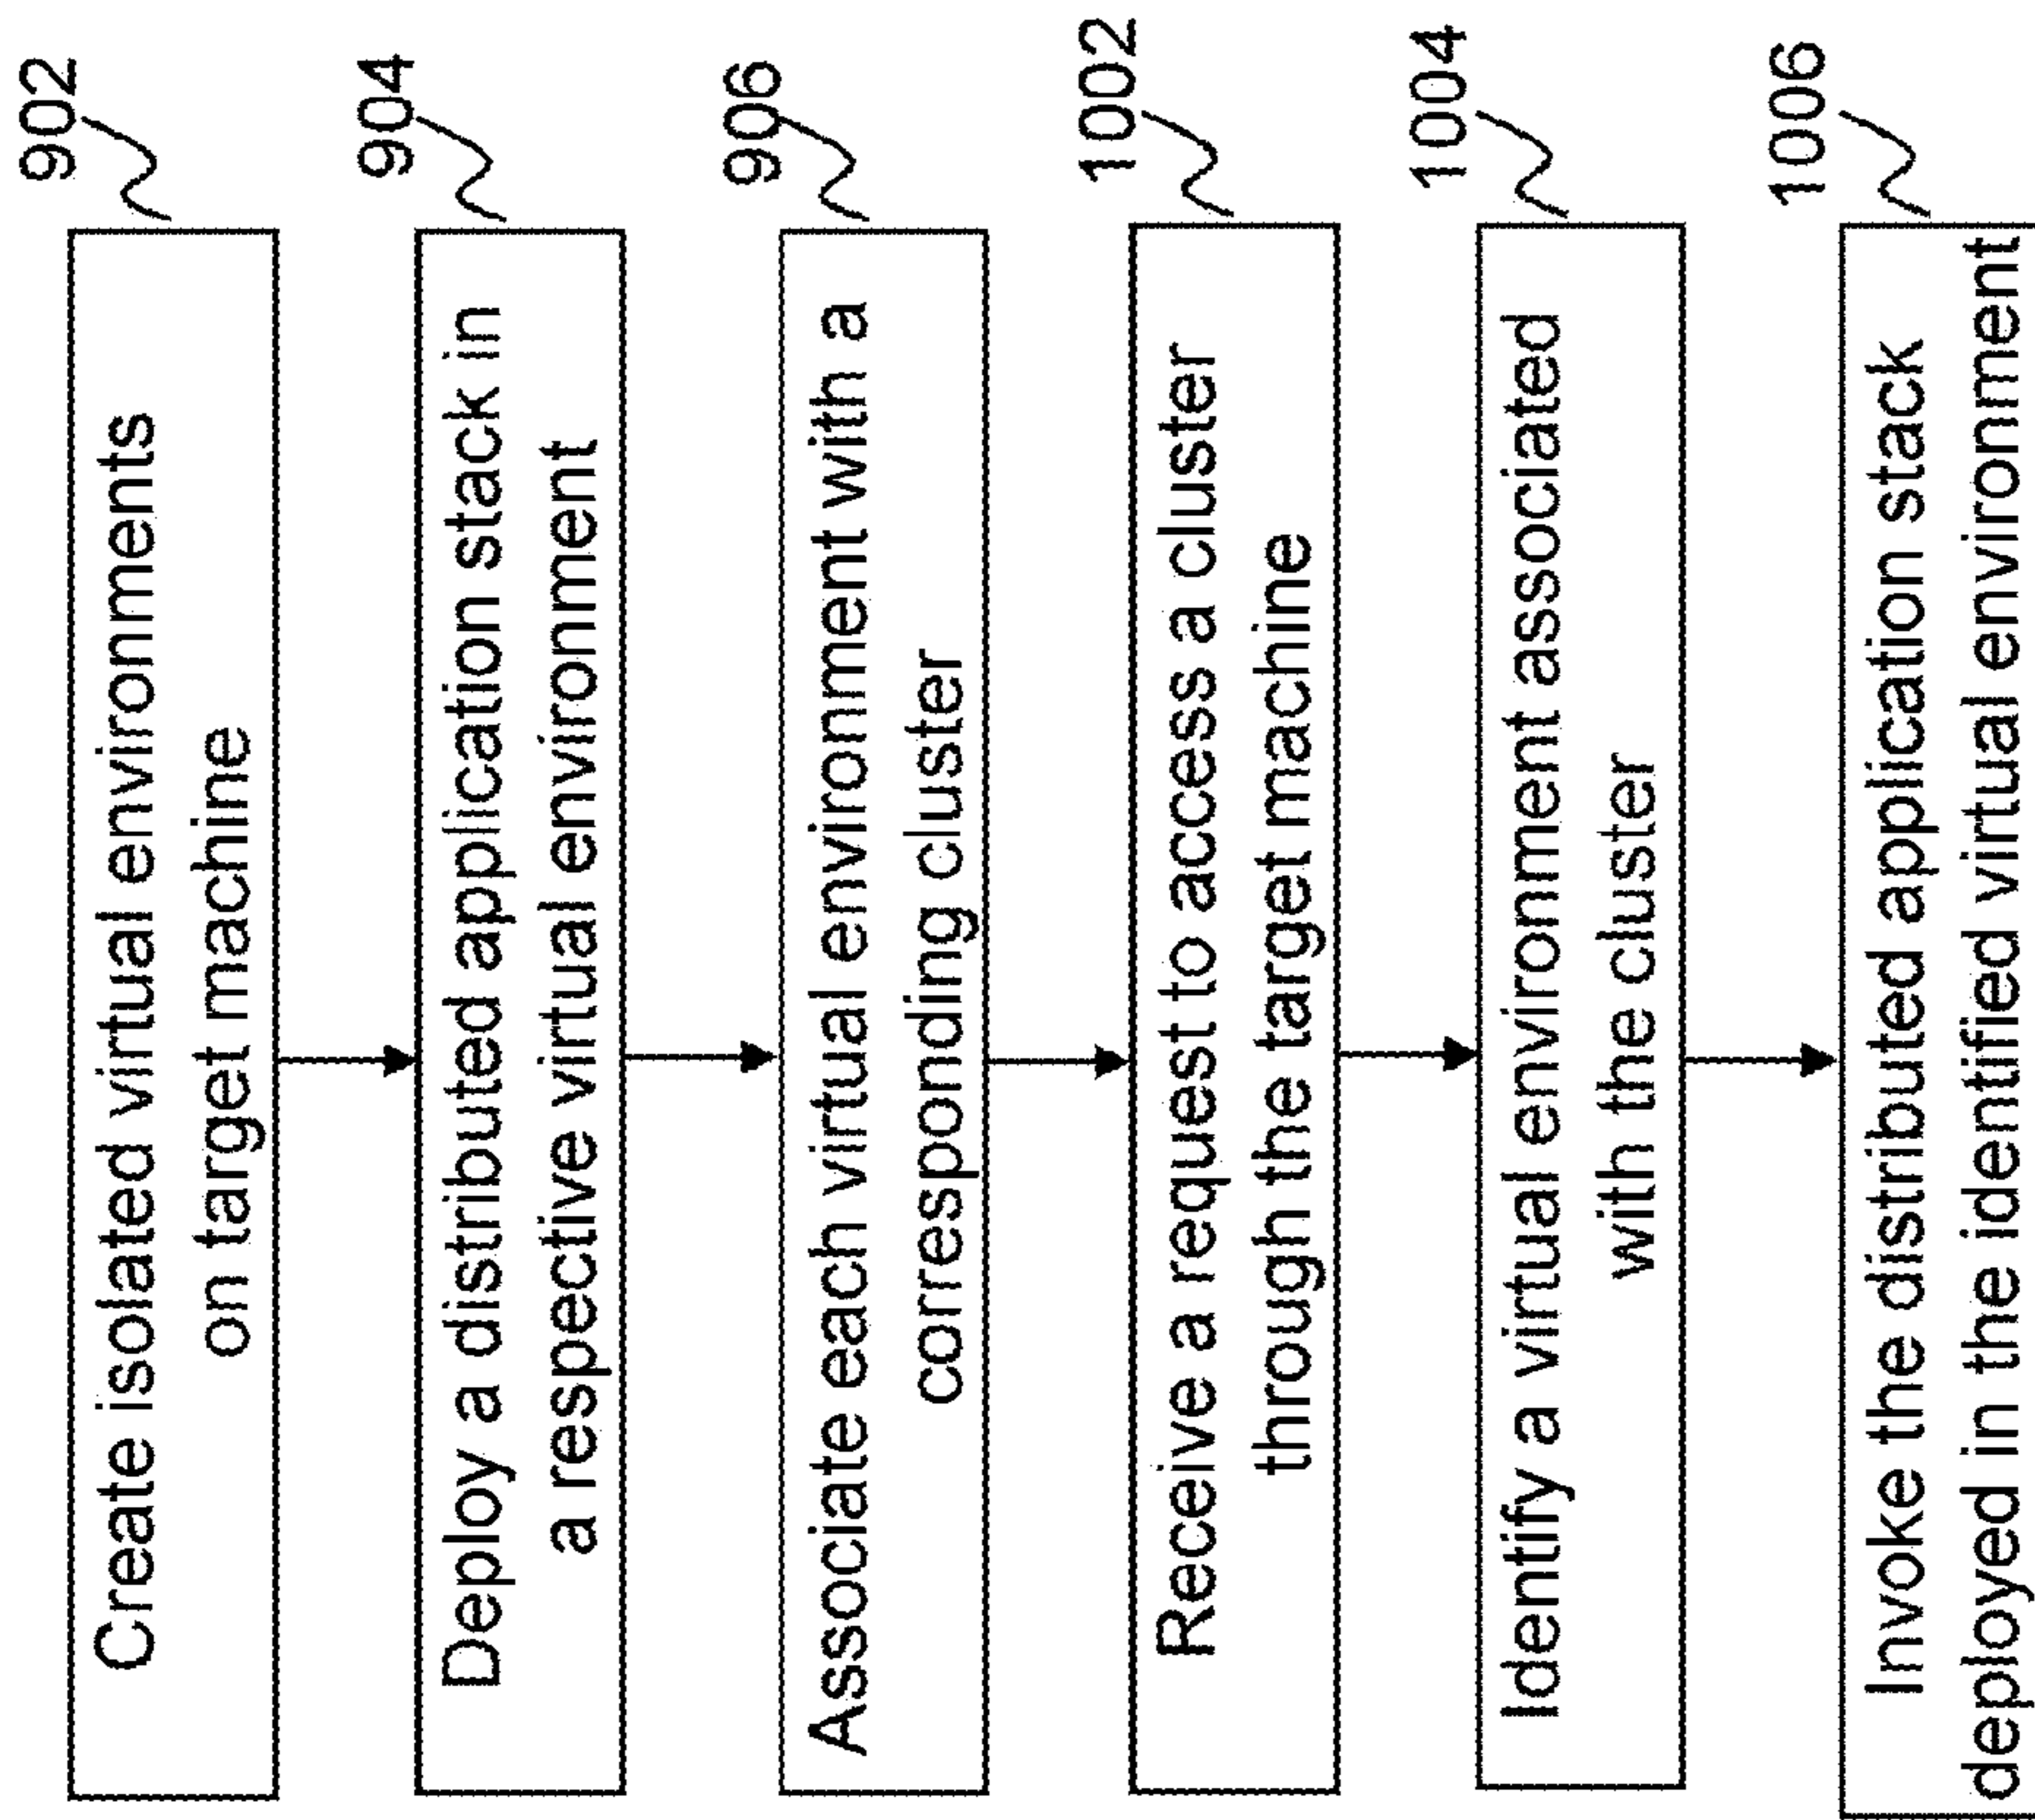 902
Create isolated virtual environments
on target machine
904
Deploy a distributed application stack in
a respective virtual environment
906
Associate each virtual environment with a
corresponding cluster
1002
Receive a request to access a cluster
through the target machine
1004
Identify a virtual environment associated
with the cluster
1006
Invoke the distributed application stack
deployed in the identified virtual environment